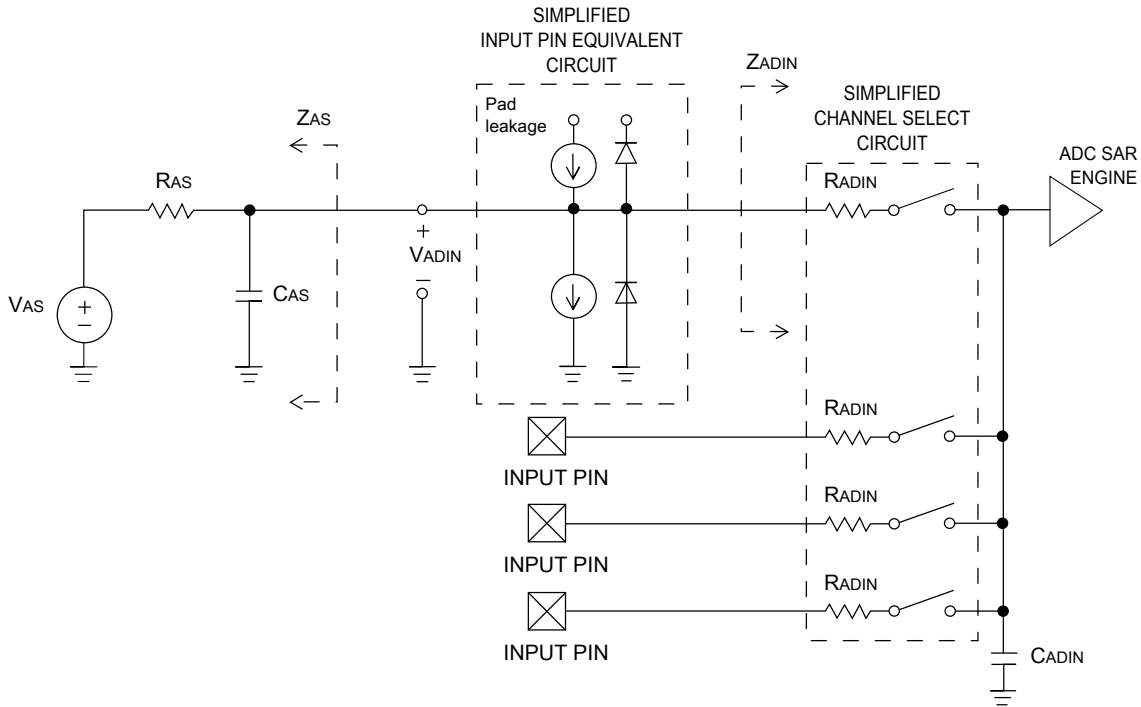 SIMPLIFIED
INPUT PIN EQUIVALENT
CIRCUIT
ZADIN
Pad
leakage
SIMPLIFIED
CHANNEL SELECT
CIRCUIT
ZAS
ADC SAR
ENGINE
RAS
RADIN
+
VADIN
−
CAS
VAS
+
−
RADIN
INPUT PIN
RADIN
INPUT PIN
RADIN
INPUT PIN
CADIN